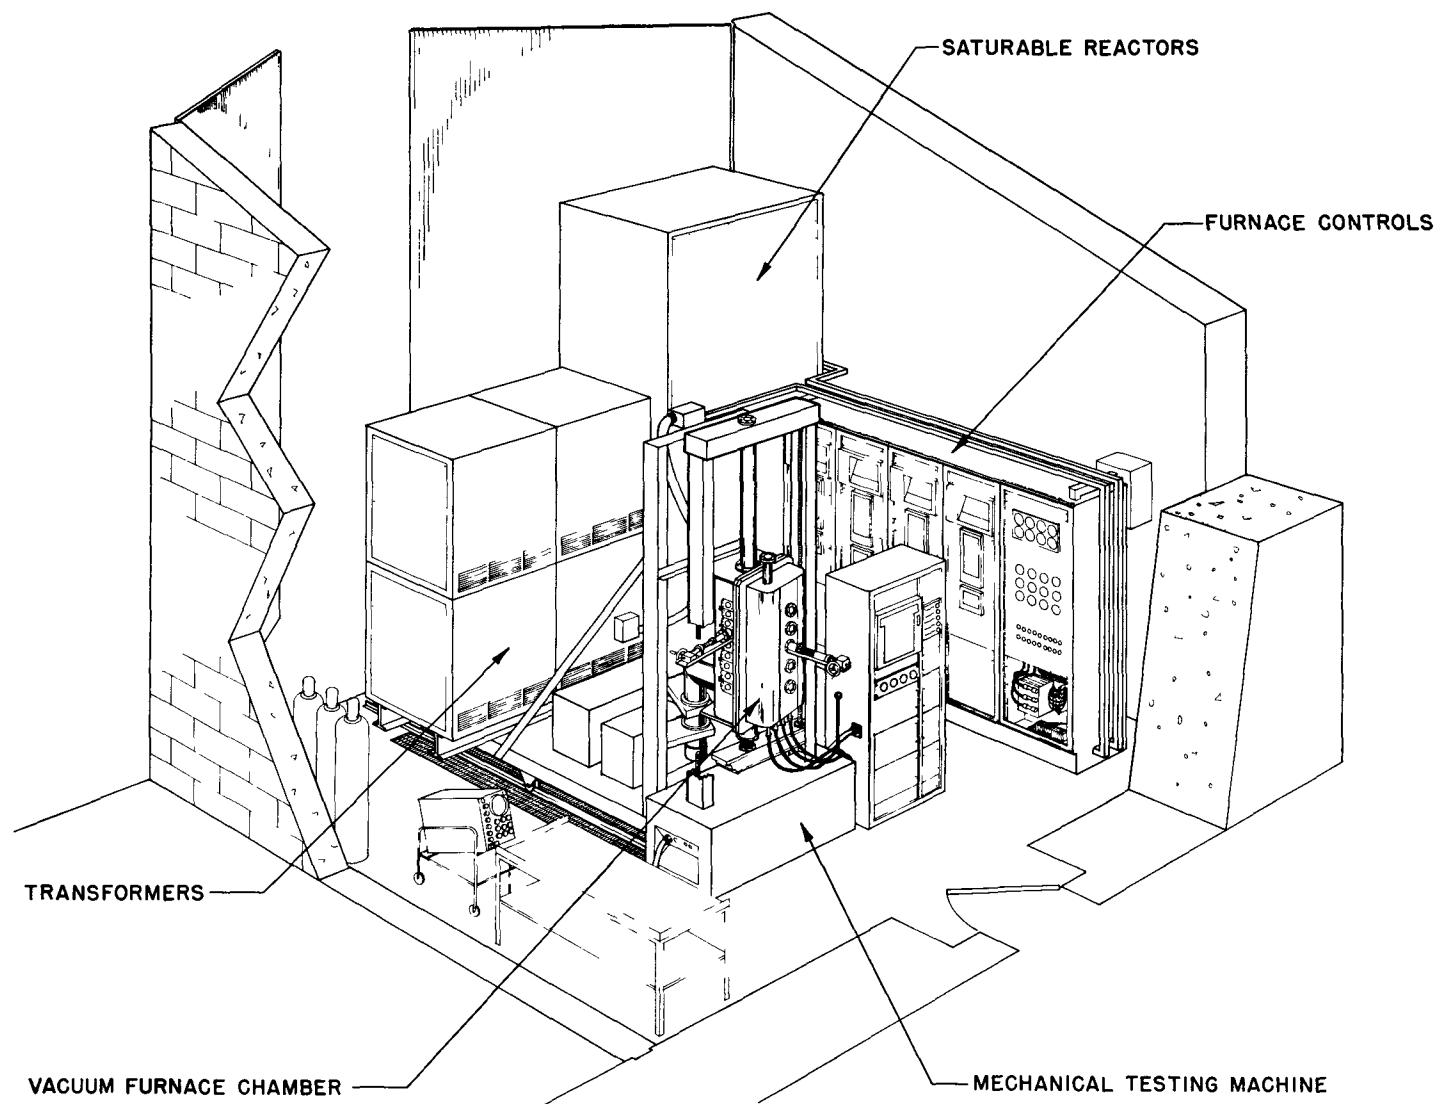 SATURABLE REACTORS
FURNACE CONTROLS
TRANSFORMERS
VACUUM FURNACE CHAMBER
MECHANICAL TESTING MACHINE